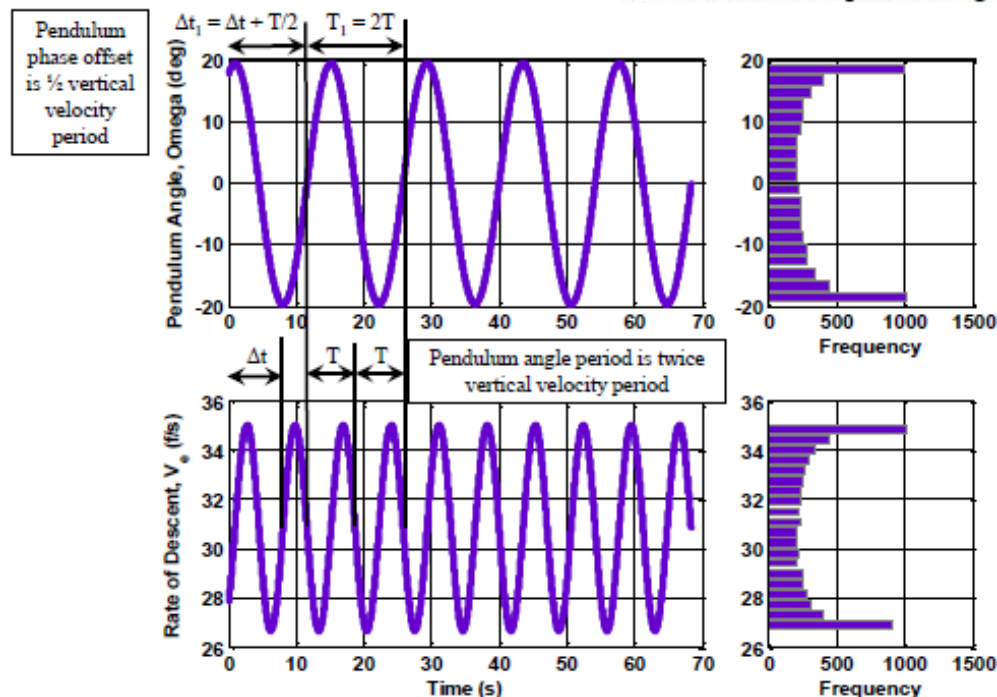 Pendulum
phase offset
is ½ vertical
velocity
period
Δt₁ = Δt + T/2
T₁ = 2T
Pendulum Angle, Omega (deg)
20
10
0
-10
-20
0 10 20 30 40 50 60 70
0 500 1000 1500
Frequency
Δt
T
T
Pendulum angle period is twice
vertical velocity period
Rate of Descent, Vₑ (f/s)
36
34
32
30
28
26
0 10 20 30 40 50 60 70
Time (s)
20
10
0
-10
-20
36
34
32
30
28
26
0 500 1000 1500
Frequency